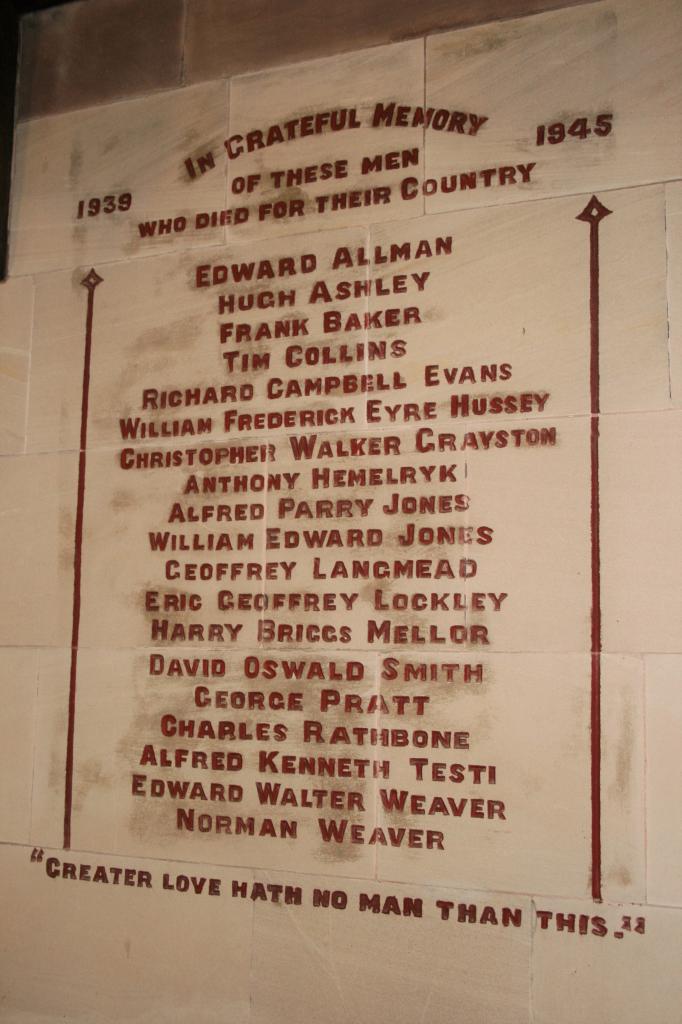 IN GRATEFUL MEMORY
1939 1945
OF THESE MEN
WHO DIED FOR THEIR COUNTRY
EDWARD ALLMAN
HUGH ASHLEY
FRANK BAKER
TIM COLLINS
RICHARD CAMPBELL EVANS
WILLIAM FREDERICK EYRE HUSSEY
CHRISTOPHER WALKER GRAYSTON
ANTHONY HEMELRYK
ALFRED PARRY JONES
WILLIAM EDWARD JONES
GEOFFREY LANGMEAD
ERIC GEOFFREY LOCKLEY
HARRY BRIGGS MELLOR
DAVID OSWALD SMITH
GEORGE PRATT
CHARLES RATHBONE
ALFRED KENNETH TESTI
EDWARD WALTER WEAVER
NORMAN WEAVER
"GREATER LOVE HATH NO MAN THAN THIS."